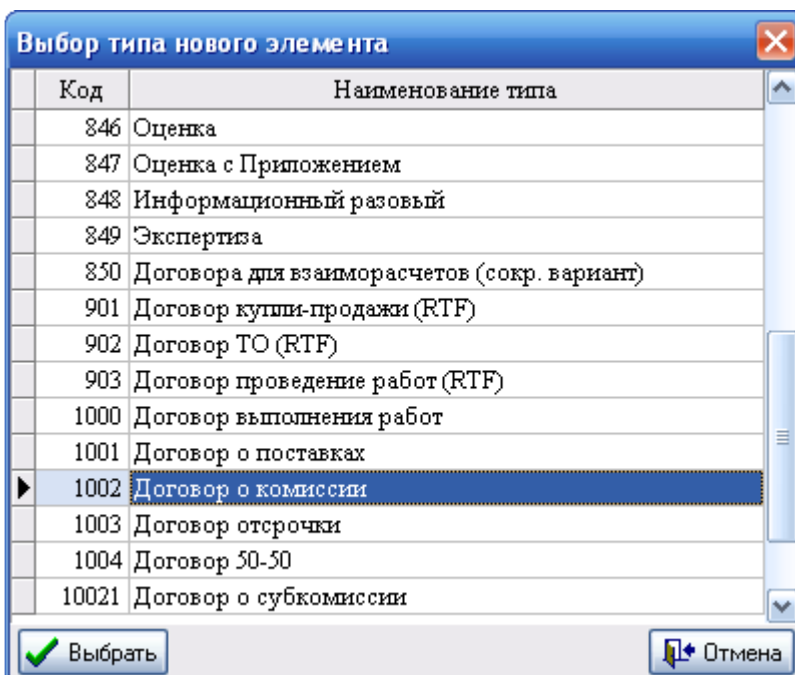 Выбор типа нового элемента
Код Наименование типа
846 Оценка
847 Оценка с Приложением
848 Информационный разовый
849 Экспертиза
850 Договора для взаиморасчетов (сокр. вариант)
901 Договор купли-продажи (RTF)
902 Договор ТО (RTF)
903 Договор проведение работ (RTF)
1000 Договор выполнения работ
1001 Договор о поставках
1002 Договор о комиссии
1003 Договор отсрочки
1004 Договор 50-50
10021 Договор о субкомиссии
Выбрать Отмена